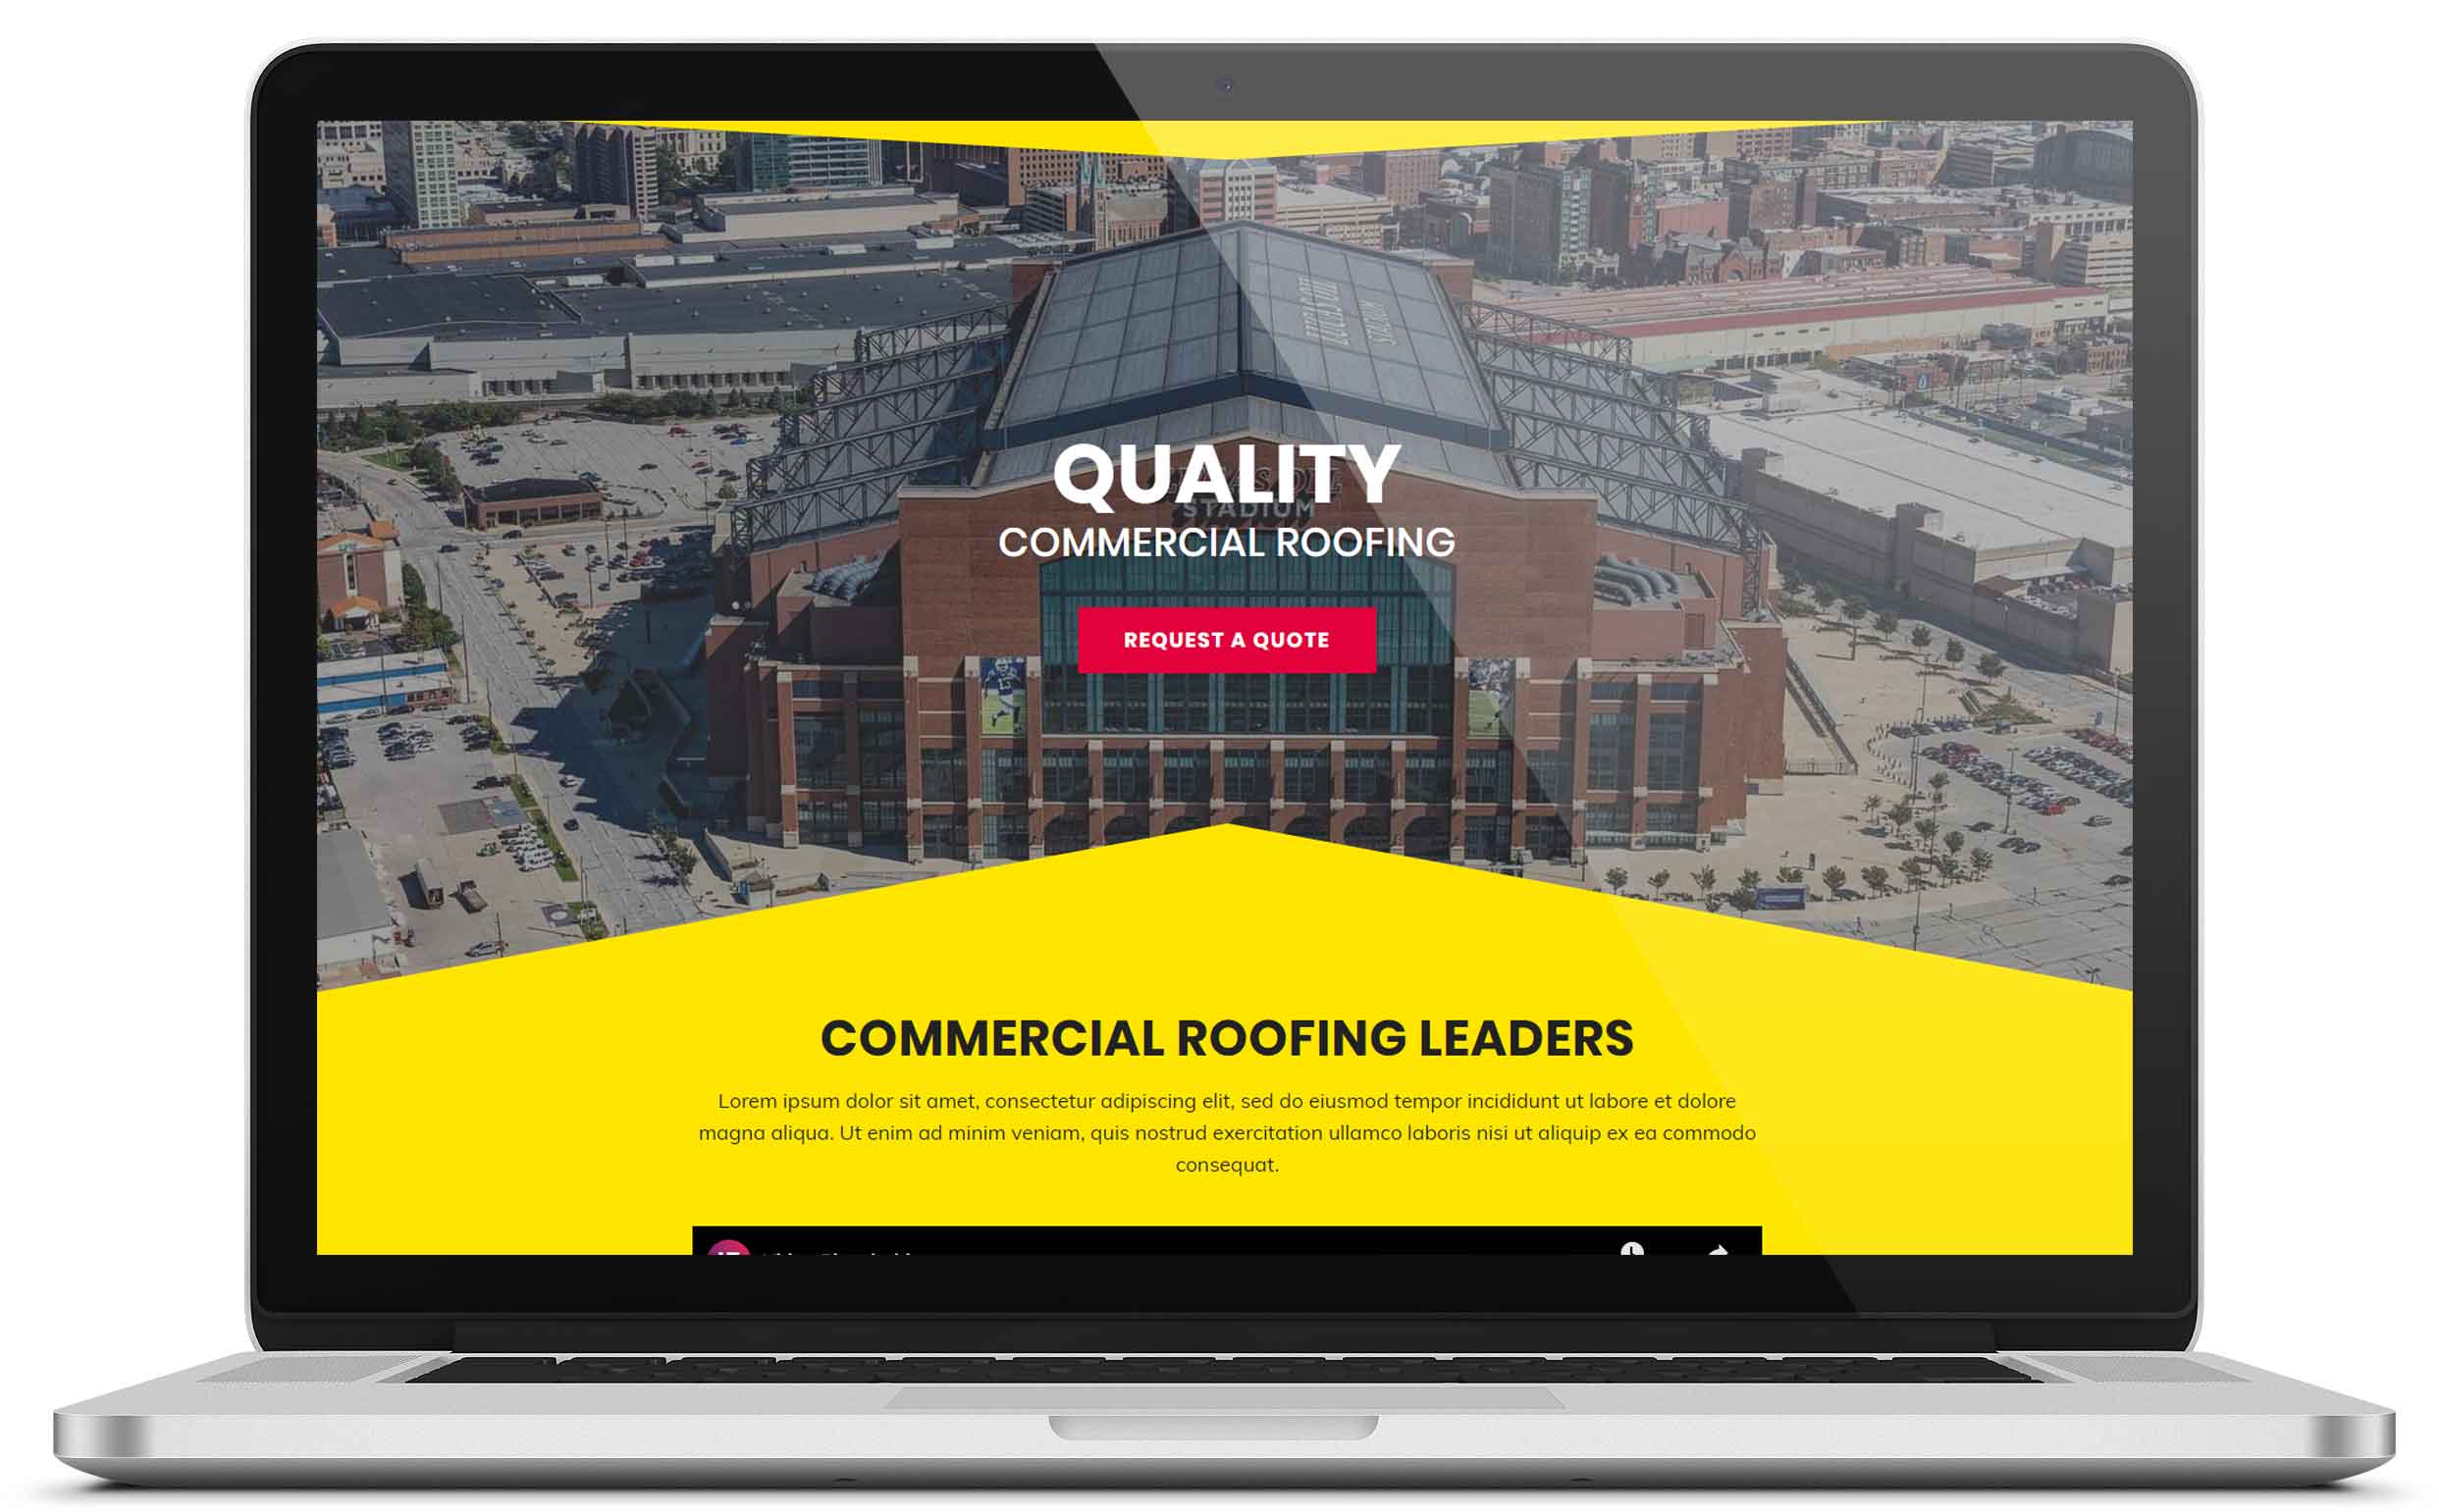 QUALITY
STADIUM
COMMERCIAL ROOFING
REQUEST A QUOTE
COMMERCIAL ROOFING LEADERS
Lorem ipsum dolor sit amet, consectetur adipiscing elit, sed do eiusmod tempor incididunt ut labore et dolore
magna aliqua. Ut enim ad minim veniam, quis nostrud exercitation ullamco laboris nisi ut aliquip ex ea commodo
consequat.